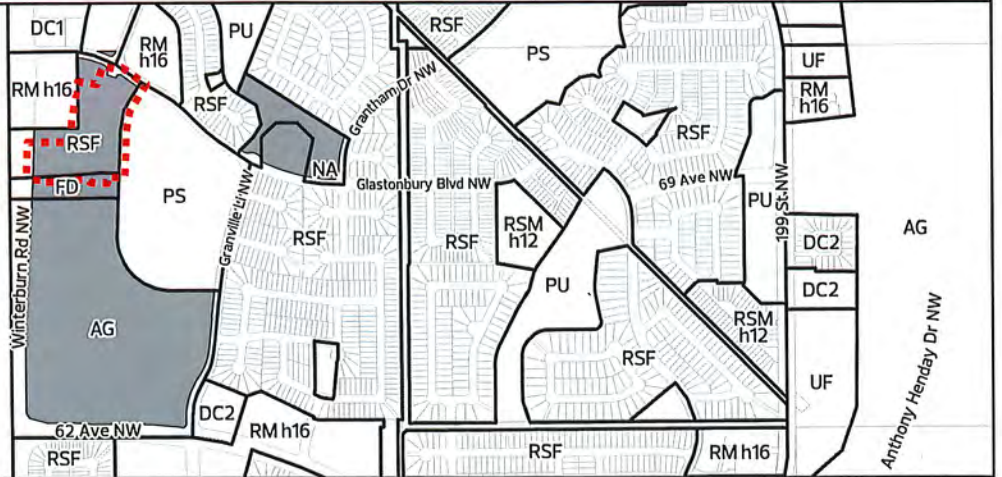 DC1
RM
h16
PU
RSF
PS
UF
RM
h16
RM h16
RSF
RSF
Grantham Dr NW
RSF
NA
FD
PS
Glastonbury Blvd NW
69 Ave NW
PU
199 St NW
Winterburn Rd NW
Granville Li NW
RSF
RSF
RSM
h12
DC2
AG
PU
DC2
AG
RSF
RSM
h12
UF
Anthony Henday Dr NW
DC2
62 Ave NW
RM h16
RSF
RSF
RM h16